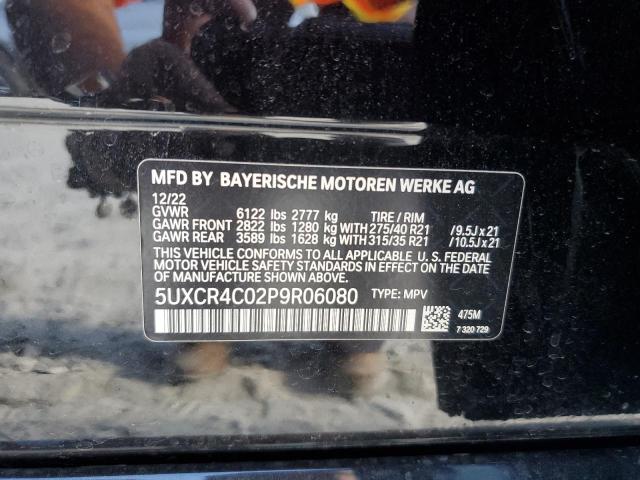 MFD BY BAYERISCHE MOTOREN WERKE AG
12/22
GVWR 6122 lbs 2777 kg TIRE / RIM
GAWR FRONT 2822 lbs 1280 kg WITH 275/40 R21 / 9.5J x 21
GAWR REAR 3589 lbs 1628 kg WITH 315/35 R21 / 10.5J x 21
THIS VEHICLE CONFORMS TO ALL APPLICABLE U. S. FEDERAL
MOTOR VEHICLE SAFETY STANDARDS IN EFFECT ON THE DATE
OF MANUFACTURE SHOWN ABOVE.
5UXCR4C02P9R06080 TYPE: MPV
475M
7 320 729